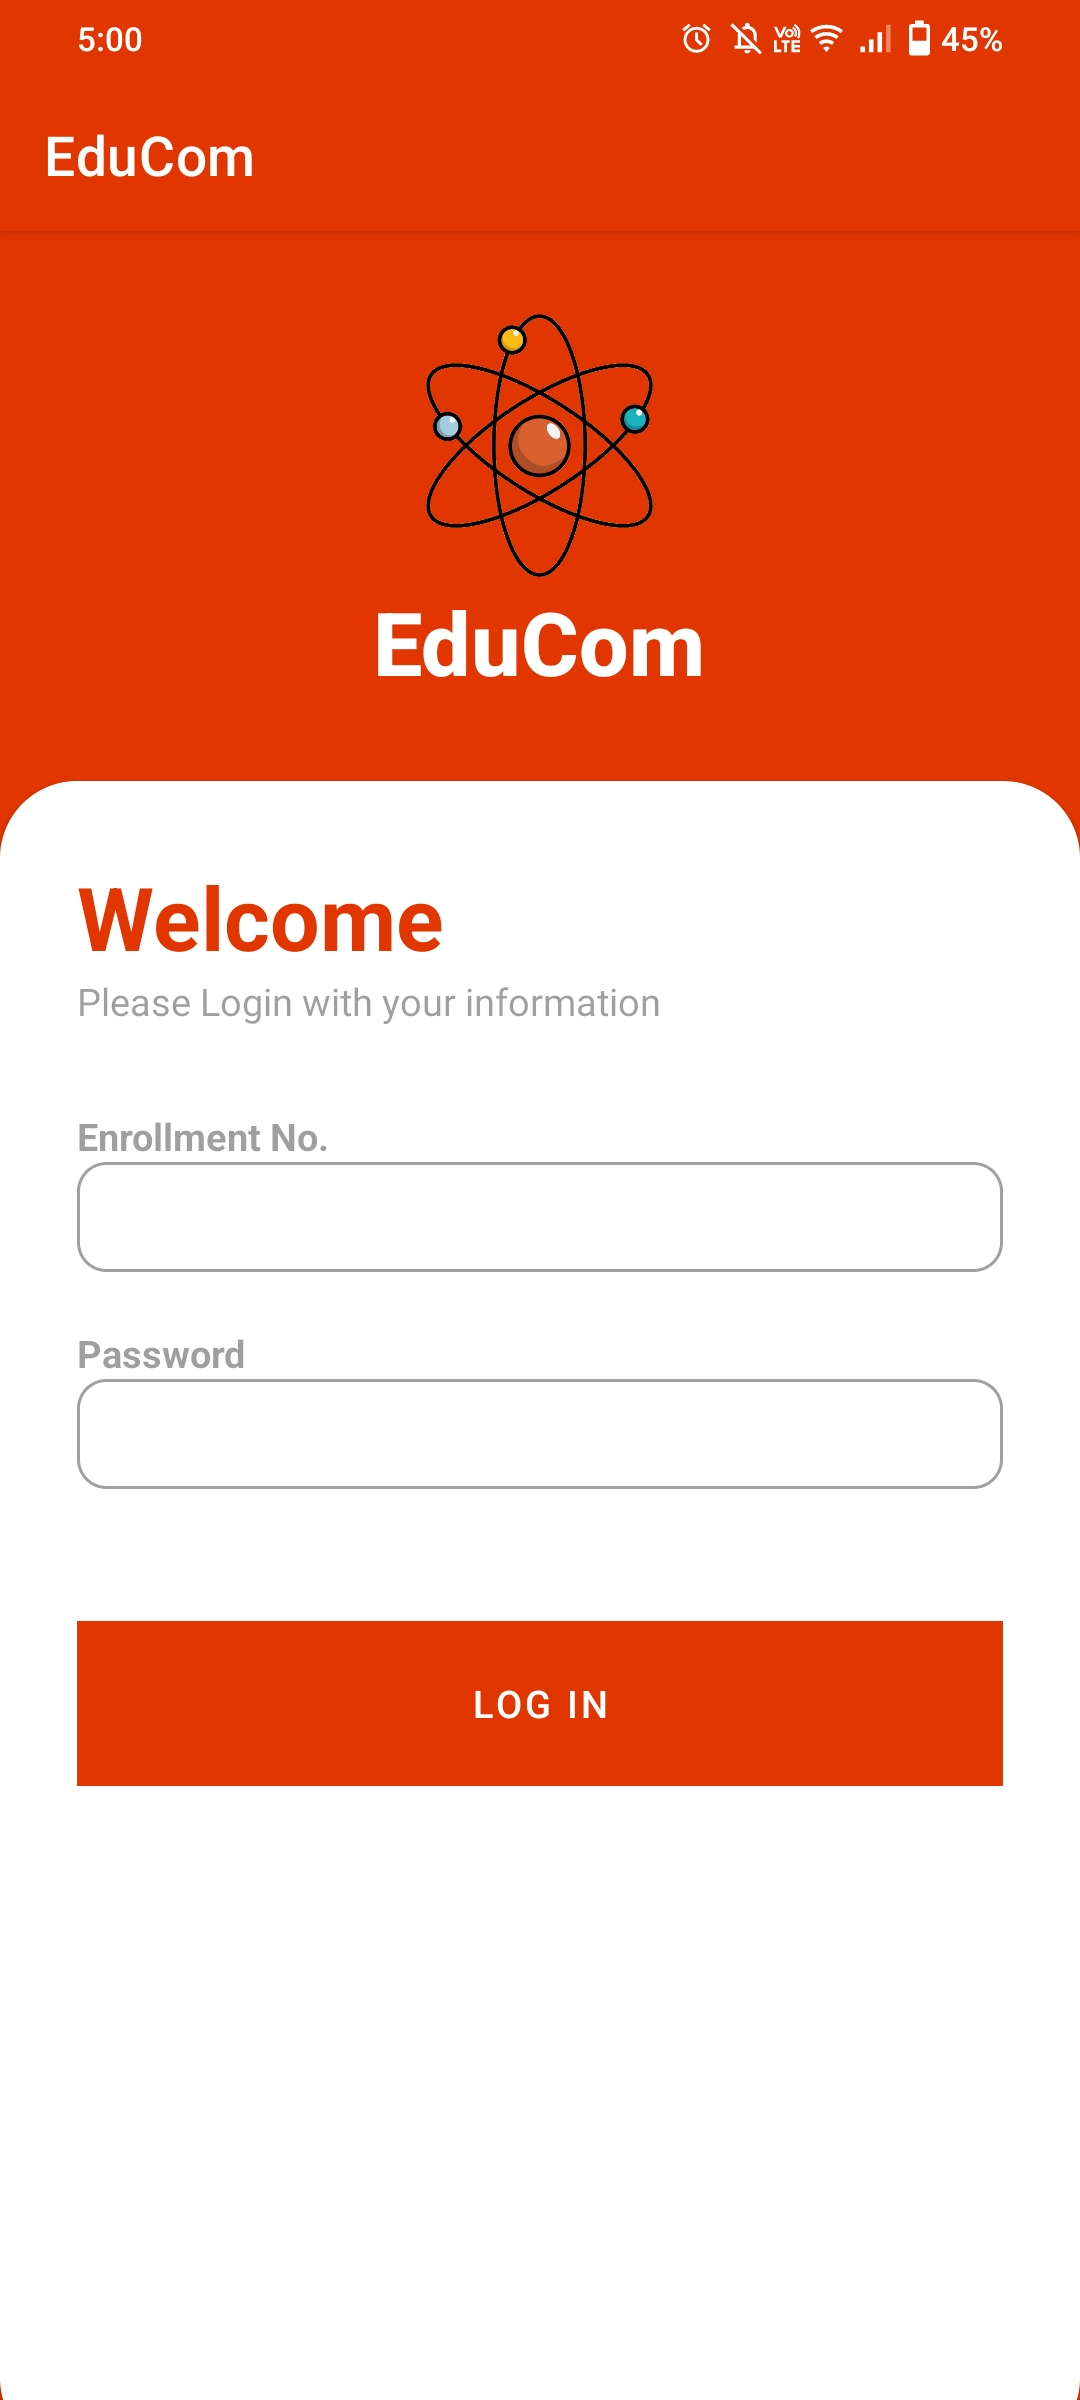 5:00 Vo) LTE 45%
EduCom
EduCom
Welcome
Please Login with your information
Enrollment No.
Password
LOG IN